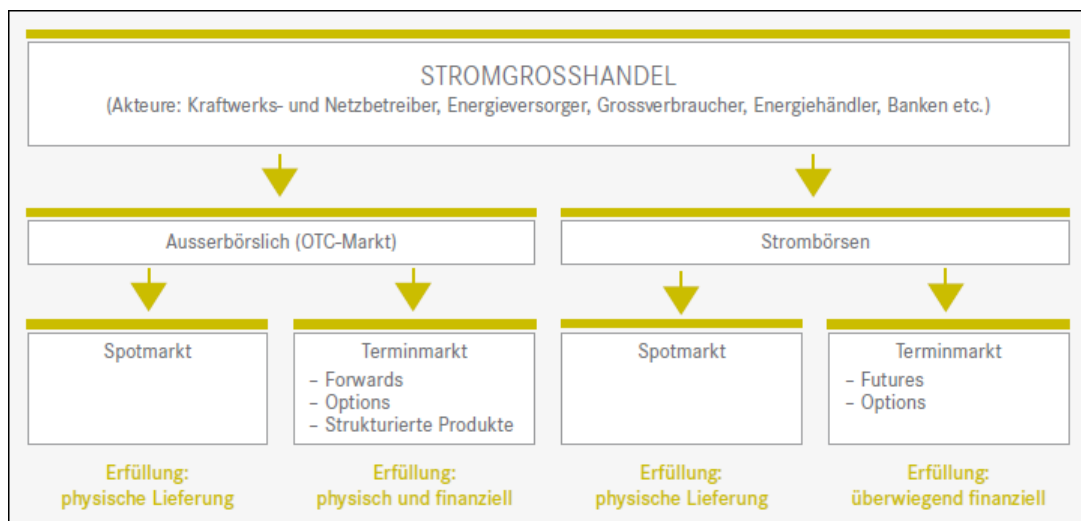 STROMGROSSHANDEL
(Akteure: Kraftwerks- und Netzbetreiber, Energieversorger, Grossverbraucher, Energiehändler, Banken etc.)
Ausserbörslich (OTC-Markt)
Strombörsen
Spotmarkt
Terminmarkt
– Forwards
– Options
– Strukturierte Produkte
Spotmarkt
Terminmarkt
– Futures
– Options
Erfüllung:
physische Lieferung
Erfüllung:
physisch und finanziell
Erfüllung:
physische Lieferung
Erfüllung:
überwiegend finanziell